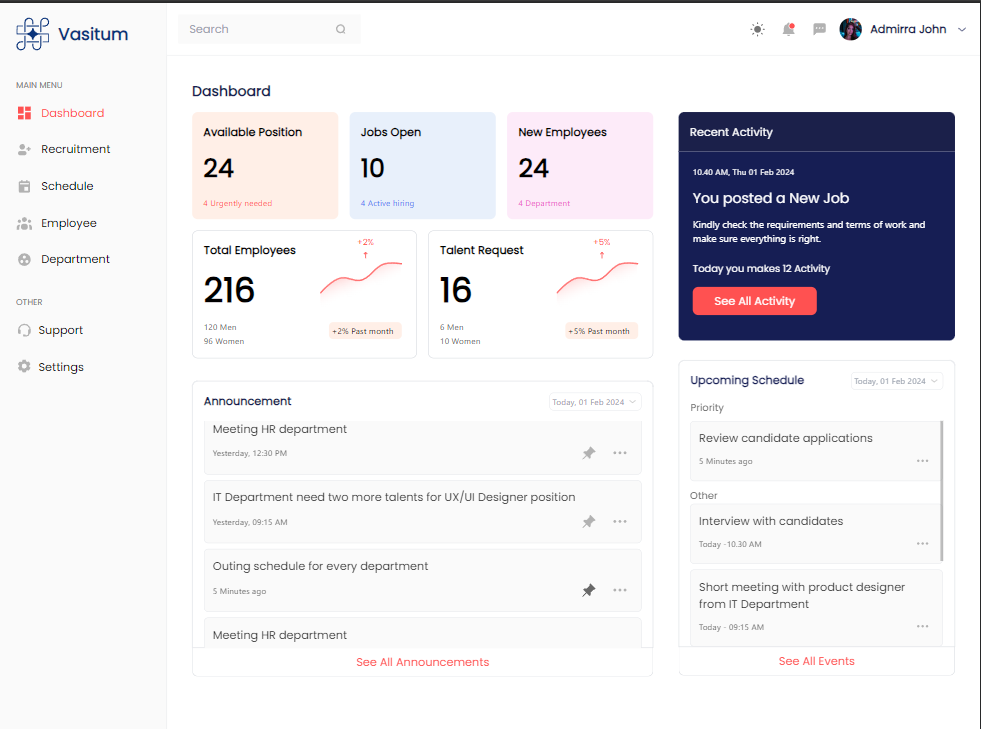 Vasitum
Search
Admirra John
MAIN MENU
Dashboard
Recruitment
Schedule
Employee
Department
OTHER
Support
Settings
Dashboard
Available Position
24
4 Urgently needed
Jobs Open
10
4 Active hiring
New Employees
24
4 Department
Total Employees
216
120 Men
96 Women
+2%
+2% Past month
Talent Request
16
6 Men
10 Women
+5%
+5% Past month
Announcement
Today, 01 Feb 2024
Meeting HR department
Yesterday, 12:30 PM
IT Department need two more talents for UX/UI Designer position
Yesterday, 09:15 AM
Outing schedule for every department
5 Minutes ago
Meeting HR department
See All Announcements
Recent Activity
10.40 AM, Thu 01 Feb 2024
You posted a New Job
Kindly check the requirements and terms of work and
make sure everything is right.
Today you makes 12 Activity
See All Activity
Upcoming Schedule
Today, 01 Feb 2024
Priority
Review candidate applications
5 Minutes ago
Other
Interview with candidates
Today -10.30 AM
Short meeting with product designer
from IT Department
Today - 09:15 AM
See All Events